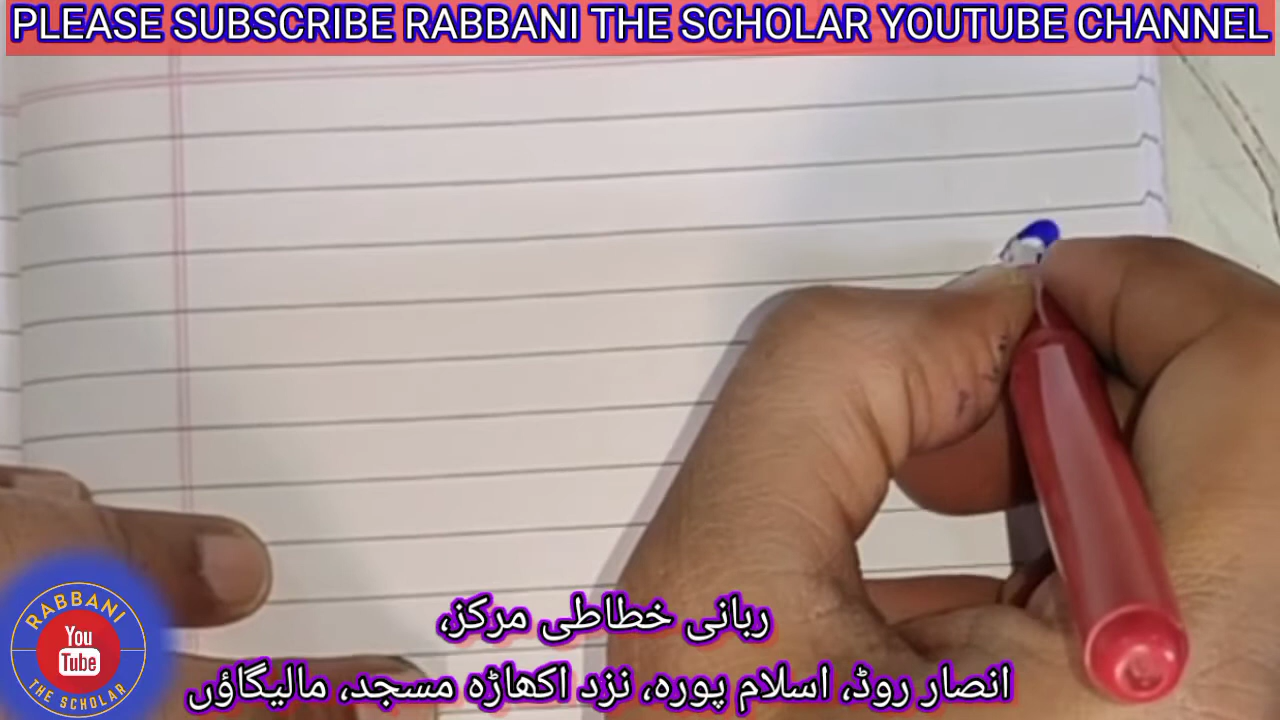 PLEASE SUBSCRIBE RABBANI THE SCHOLAR YOUTUBE CHANNEL
ربانی خطاطی مرکز،
انصار روڈ، اسلام پورہ، نزد اکھاڑہ مسجد، مالیگاؤں
RABBANI
You
Tube
THE SCHOLAR